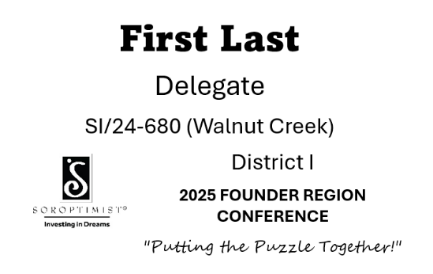 First Last
Delegate
SI/24-680 (Walnut Creek)
District I
SOROPTIMIST®
Investing in Dreams
2025 FOUNDER REGION
CONFERENCE
"Putting the Puzzle Together!"